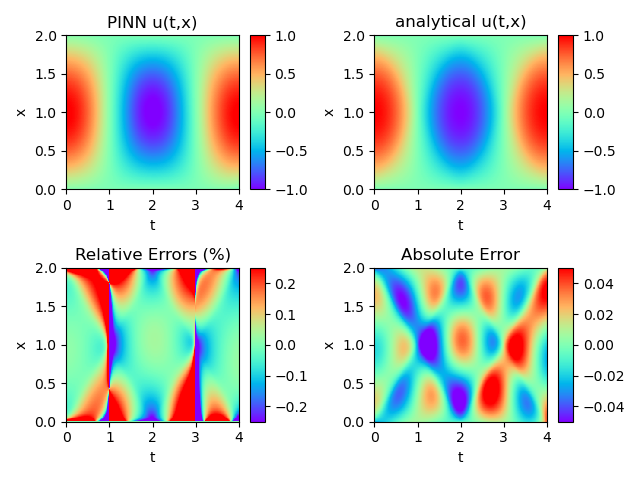 PINN u(t,x)
2.0
1.5
1.0
0.5
0.0
x
0 1 2 3 4
t
1.0
0.5
0.0
−0.5
−1.0
analytical u(t,x)
2.0
1.5
1.0
0.5
0.0
x
0 1 2 3 4
t
1.0
0.5
0.0
−0.5
−1.0
Relative Errors (%)
2.0
1.5
1.0
0.5
0.0
x
0 1 2 3 4
t
0.2
0.1
0.0
−0.1
−0.2
Absolute Error
2.0
1.5
1.0
0.5
0.0
x
0 1 2 3 4
t
0.04
0.02
0.00
−0.02
−0.04